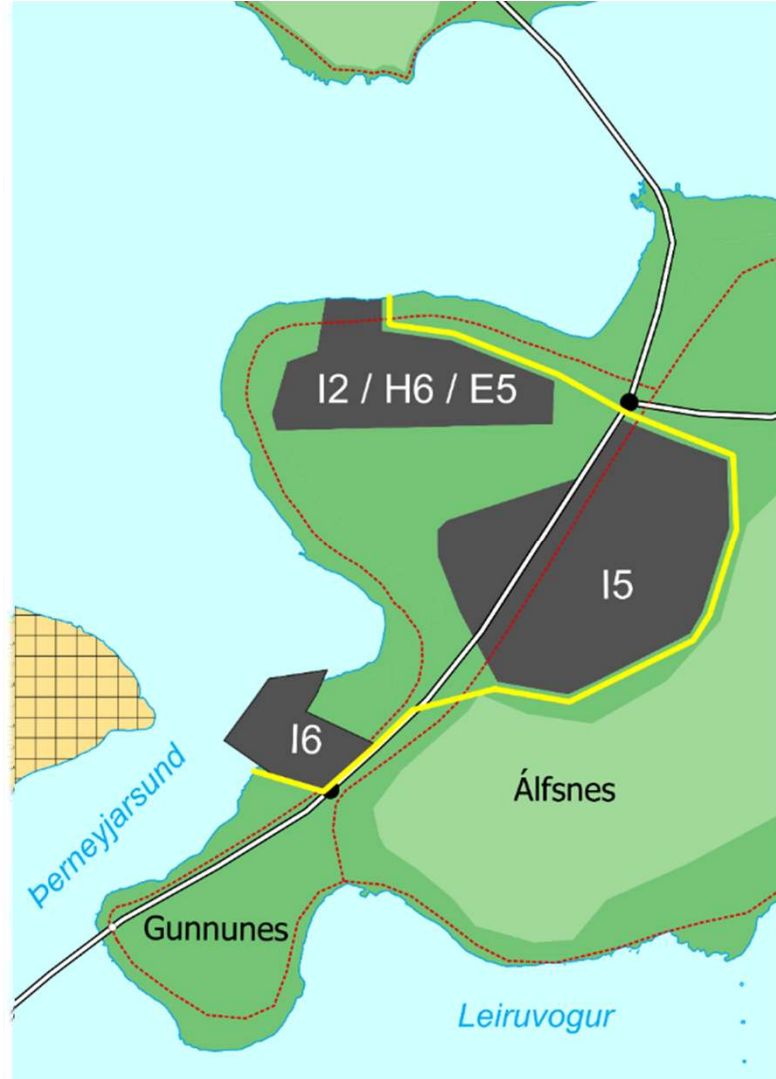 I2 / H6 / E5
I5
I6
Álfsnes
Þerneyjarsund
Gunnunes
Leiruvogur